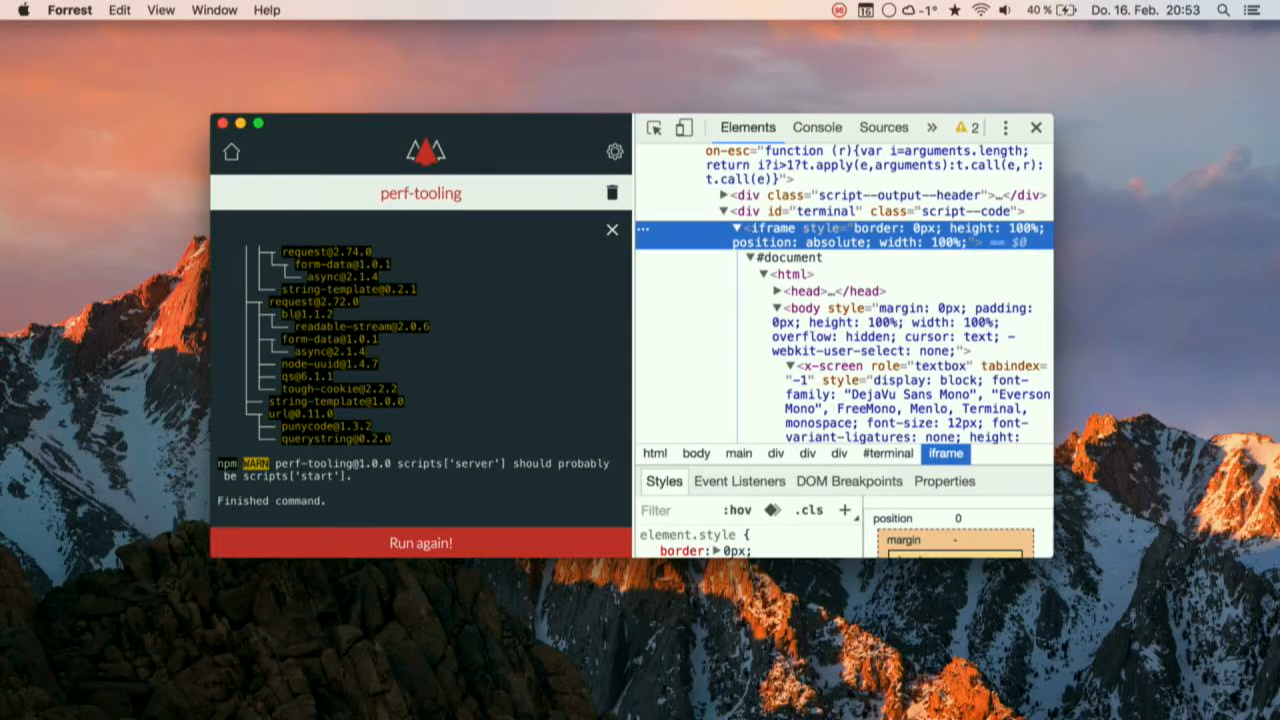 Forrest Edit View Window Help
96 16 -1° 40 % Do. 16. Feb. 20:53
perf-tooling
request@2.74.0
form-data@1.0.1
async@2.1.4
string-template@0.2.1
request@2.72.0
bl@1.1.2
readable-stream@2.0.6
form-data@1.0.1
async@2.1.4
node-uuid@1.4.7
qs@6.1.1
tough-cookie@2.2.2
string-template@1.0.0
url@0.11.0
punycode@1.3.2
querystring@0.2.0
npm WARN perf-tooling@1.0.0 scripts['server'] should probably
be scripts['start'].
Finished command.
Run again!
Elements Console Sources » 2
on-esc="function (r){var i=arguments.length;
return i?i>1?t.apply(e,arguments):t.call(e,r):
t.call(e)}">
<div class="script--output--header">…</div>
<div id="terminal" class="script--code">
<iframe style="border: 0px; height: 100%;
position: absolute; width: 100%;"> == $0
#document
<html>
<head>…</head>
<body style="margin: 0px; padding:
0px; height: 100%; width: 100%;
overflow: hidden; cursor: text; -
webkit-user-select: none;">
<x-screen role="textbox" tabindex=
"-1" style="display: block; font-
family: "DejaVu Sans Mono", "Everson
Mono", FreeMono, Menlo, Terminal,
monospace; font-size: 12px; font-
variant-ligatures: none; height:
html body main div div div #terminal iframe
Styles Event Listeners DOM Breakpoints Properties
Filter :hov .cls +
element.style {
border: 0px;
position 0
margin -